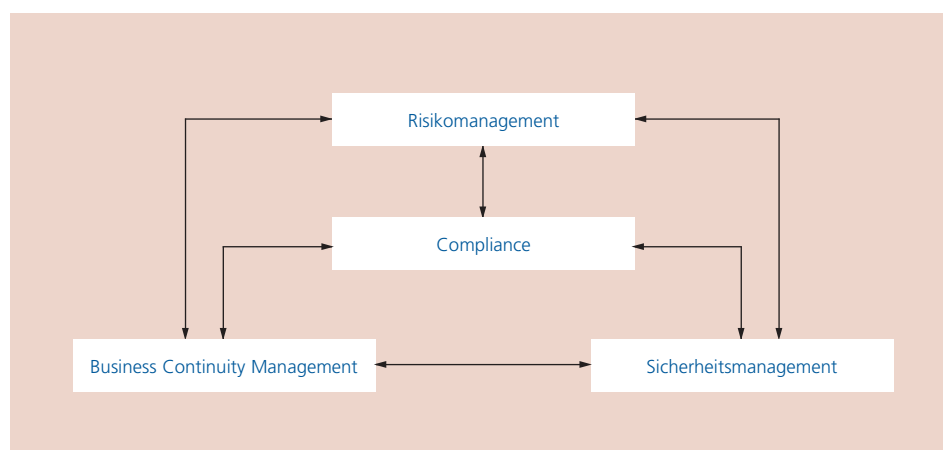 Risikomanagement
Compliance
Business Continuity Management
Sicherheitsmanagement